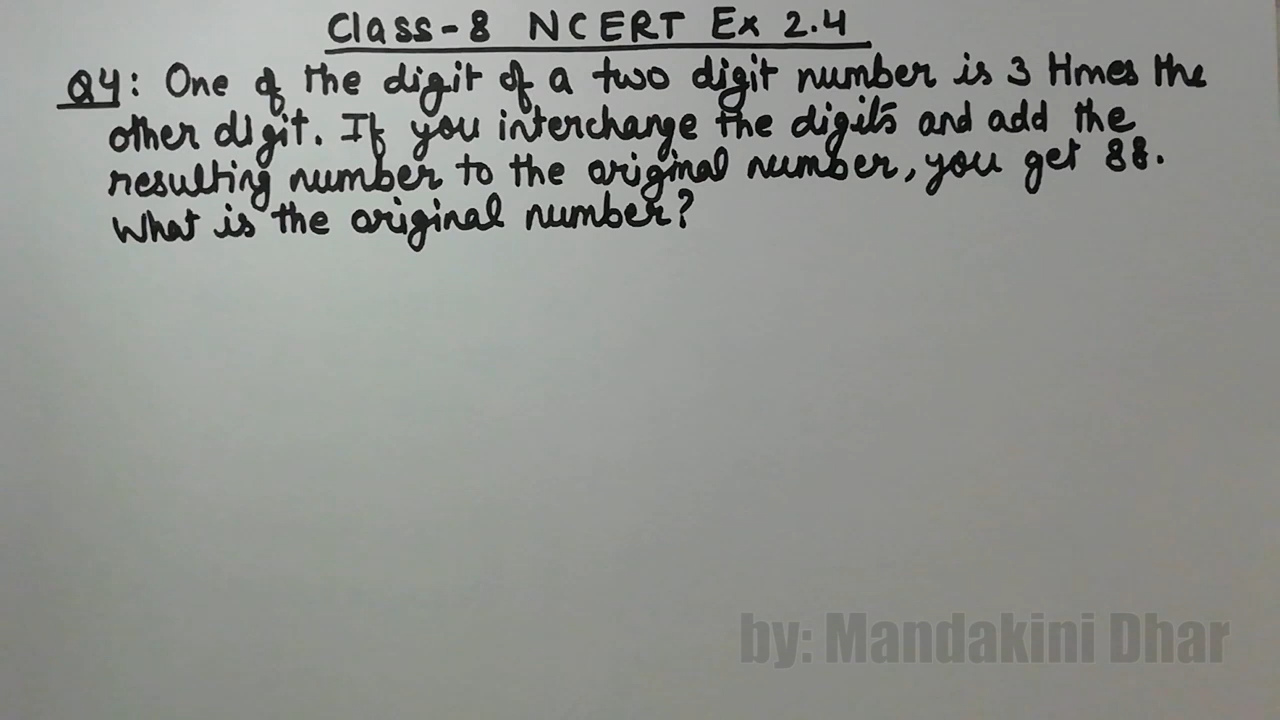 Class-8 NCERT Ex 2.4
Q4: One of the digit of a two digit number is 3 times the
other digit. If you interchange the digits and add the
resulting number to the original number, you get 88.
What is the original number?
by: Mandakini Dhar